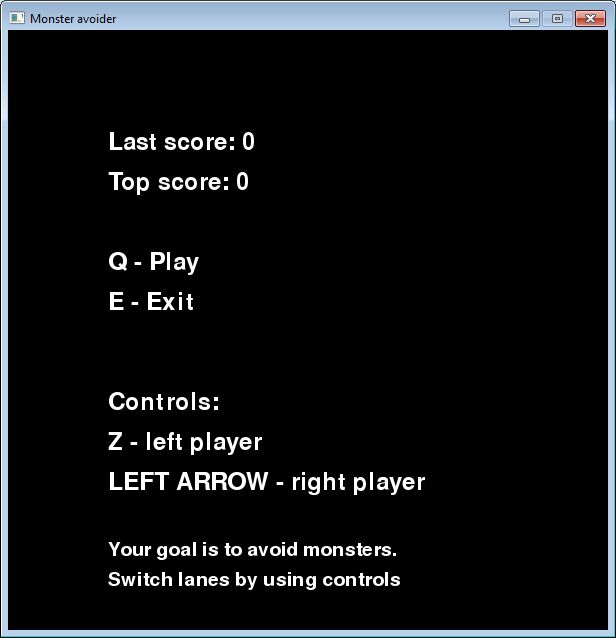 Monster avoider
Last score: 0
Top score: 0
Q - Play
E - Exit
Controls:
Z - left player
LEFT ARROW - right player
Your goal is to avoid monsters.
Switch lanes by using controls